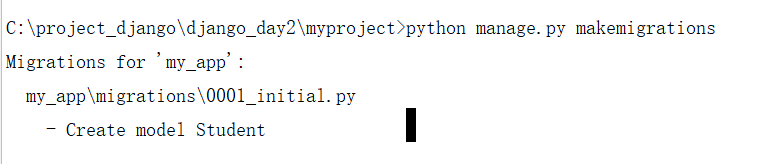 C:\project_django\django_day2\myproject>python manage.py makemigrations
Migrations for 'my_app':
my_app\migrations\0001_initial.py
- Create model Student